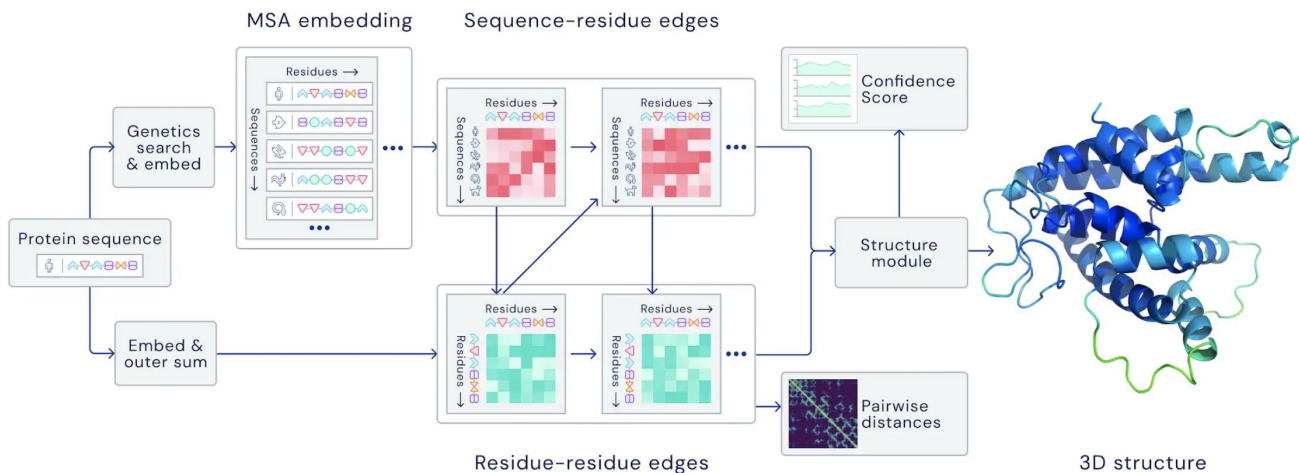 MSA embedding
Sequence-residue edges
Residues →
Sequences →
Genetics
search
& embed
Protein sequence
Embed &
outer sum
Residues →
Sequences →
Residues →
Sequences →
Residues →
Residues →
Residues →
Residues →
Residue-residue edges
Structure
module
Confidence
Score
Pairwise
distances
3D structure